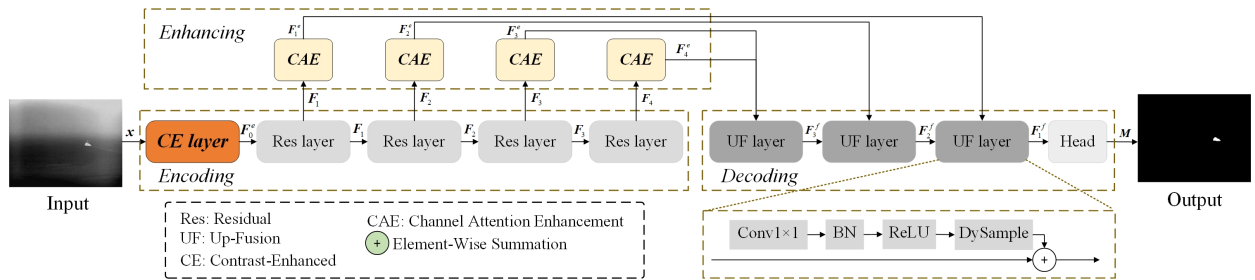 Enhancing
F₁ᵉ
F₂ᵉ
F₃ᵉ
F₄ᵉ
CAE
CAE
CAE
CAE
F₁
F₂
F₃
F₄
x
CE layer
F₀ᵉ
Res layer
F₁
Res layer
F₂
Res layer
F₃
Res layer
Encoding
UF layer
F₃ᶠ
UF layer
F₂ᶠ
UF layer
F₁ᶠ
Head
M
Decoding
Input
Output
Res: Residual
UF: Up-Fusion
CE: Contrast-Enhanced
CAE: Channel Attention Enhancement
+ Element-Wise Summation
Conv1×1
BN
ReLU
DySample
+